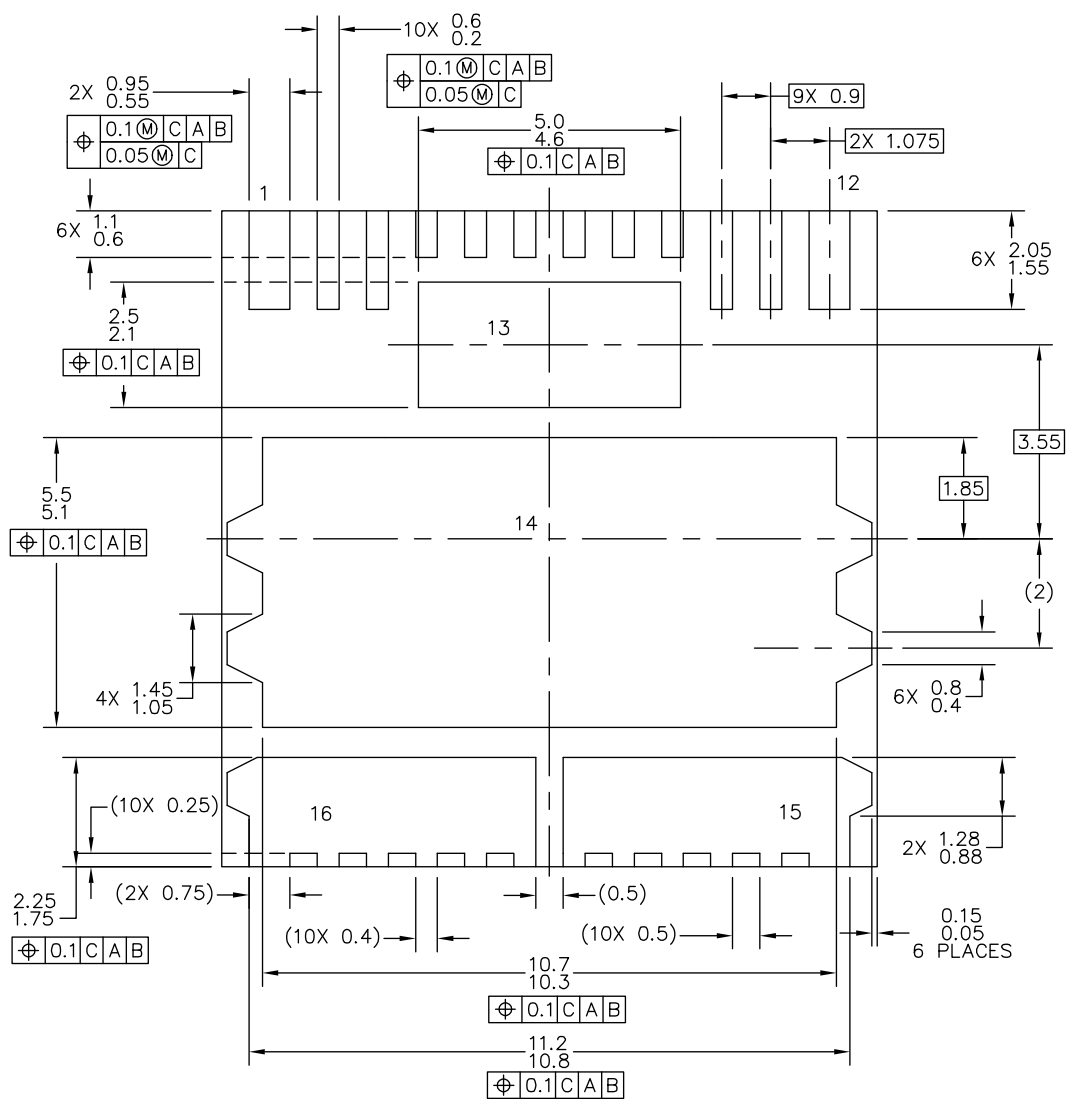 10X 0.6
0.2
⌖ 0.1Ⓜ C A B
0.05Ⓜ C
2X 0.95
0.55
⌖ 0.1Ⓜ C A B
0.05Ⓜ C
9X 0.9
5.0
4.6
⌖ 0.1 C A B
2X 1.075
1
12
6X 1.1
0.6
6X 2.05
1.55
2.5
2.1
⌖ 0.1 C A B
13
3.55
5.5
5.1
⌖ 0.1 C A B
1.85
14
(2)
4X 1.45
1.05
6X 0.8
0.4
(10X 0.25)
16
15
2X 1.28
0.88
2.25
1.75
⌖ 0.1 C A B
(2X 0.75)
(0.5)
(10X 0.4)
(10X 0.5)
0.15
0.05
6 PLACES
10.7
10.3
⌖ 0.1 C A B
11.2
10.8
⌖ 0.1 C A B